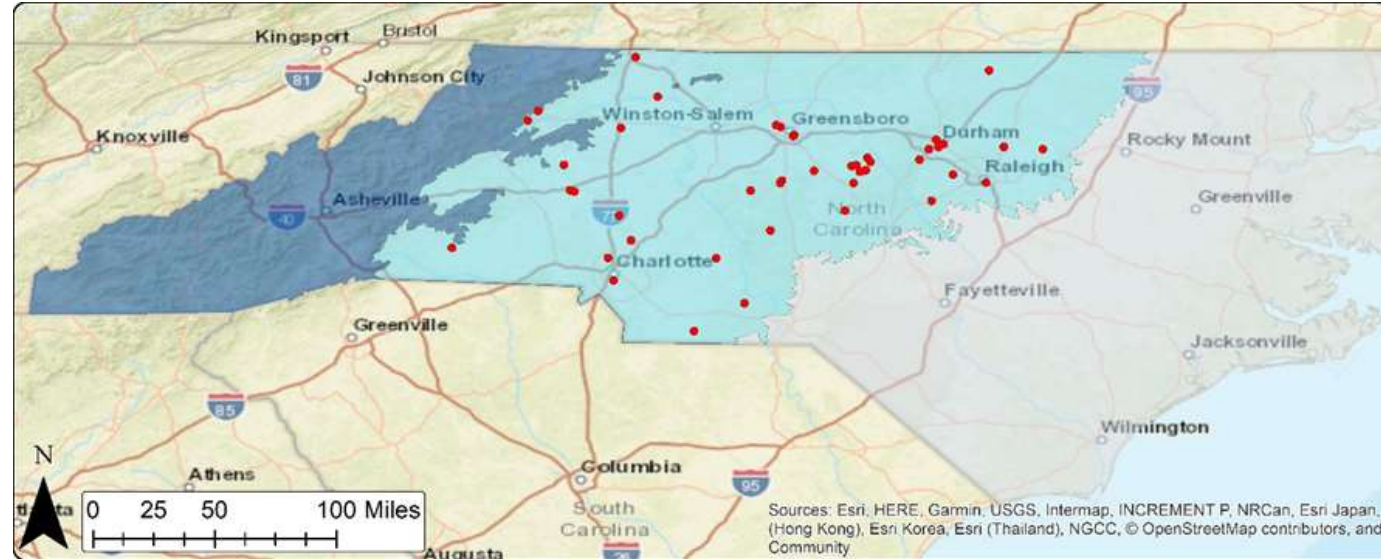 Kingsport
Bristol
81
Johnson City
Knoxville
Winston-Salem
Greensboro
Durham
Raleigh
95
Rocky Mount
Greenville
Asheville
40
77
North
Carolina
Charlotte
Fayetteville
Jacksonville
Greenville
85
Wilmington
N
Athens
Columbia
95
South
Carolina
26
Augusta
0 25 50 100 Miles
Sources: Esri, HERE, Garmin, USGS, Intermap, INCREMENT P, NRCan, Esri Japan,
(Hong Kong), Esri Korea, Esri (Thailand), NGCC, © OpenStreetMap contributors, and
Community